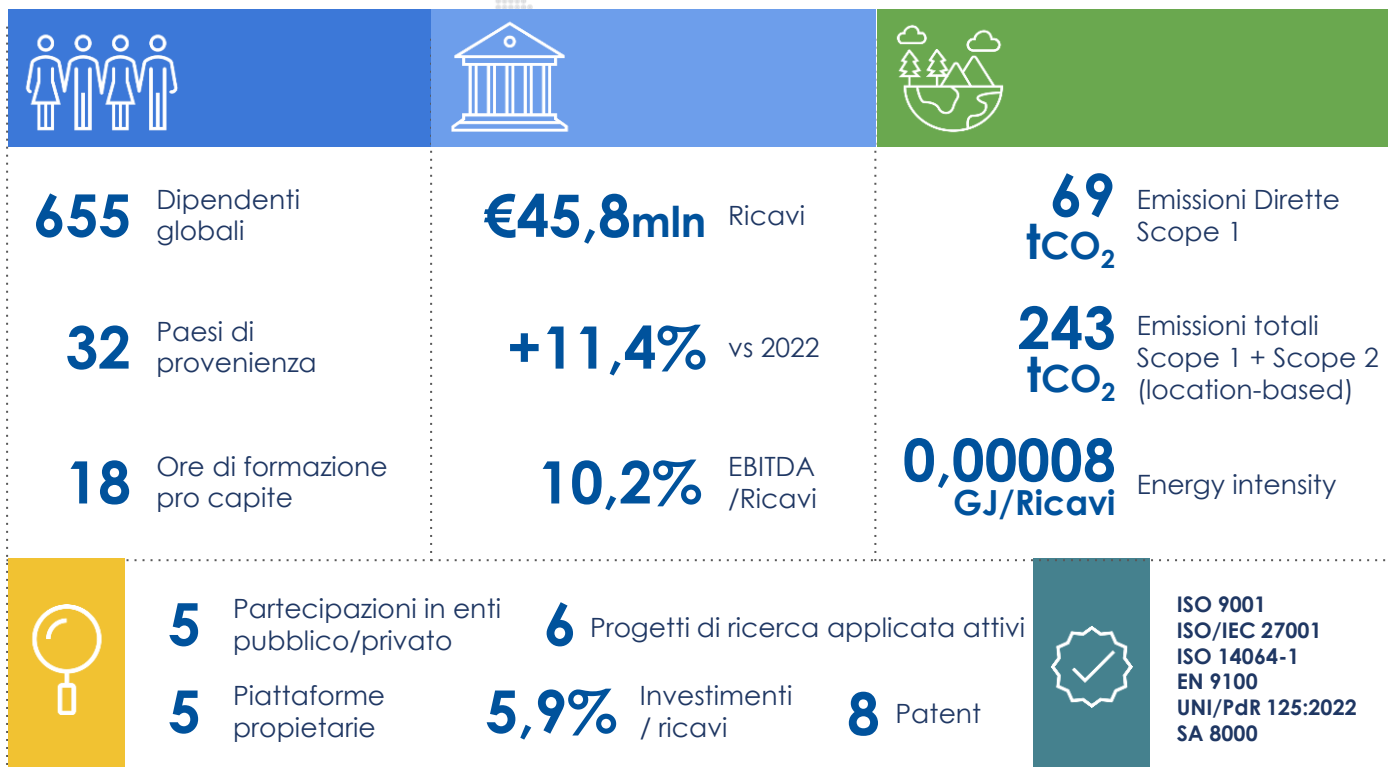 655
Dipendenti
globali
32
Paesi di
provenienza
18
Ore di formazione
pro capite
€45,8mln
Ricavi
+11,4%
vs 2022
10,2%
EBITDA
/Ricavi
69
tCO₂
Emissioni Dirette
Scope 1
243
tCO₂
Emissioni totali
Scope 1 + Scope 2
(location-based)
0,00008
GJ/Ricavi
Energy intensity
5
Partecipazioni in enti
pubblico/privato
6
Progetti di ricerca applicata attivi
5
Piattaforme
propietarie
5,9%
Investimenti
/ ricavi
8
Patent
ISO 9001
ISO/IEC 27001
ISO 14064-1
EN 9100
UNI/PdR 125:2022
SA 8000